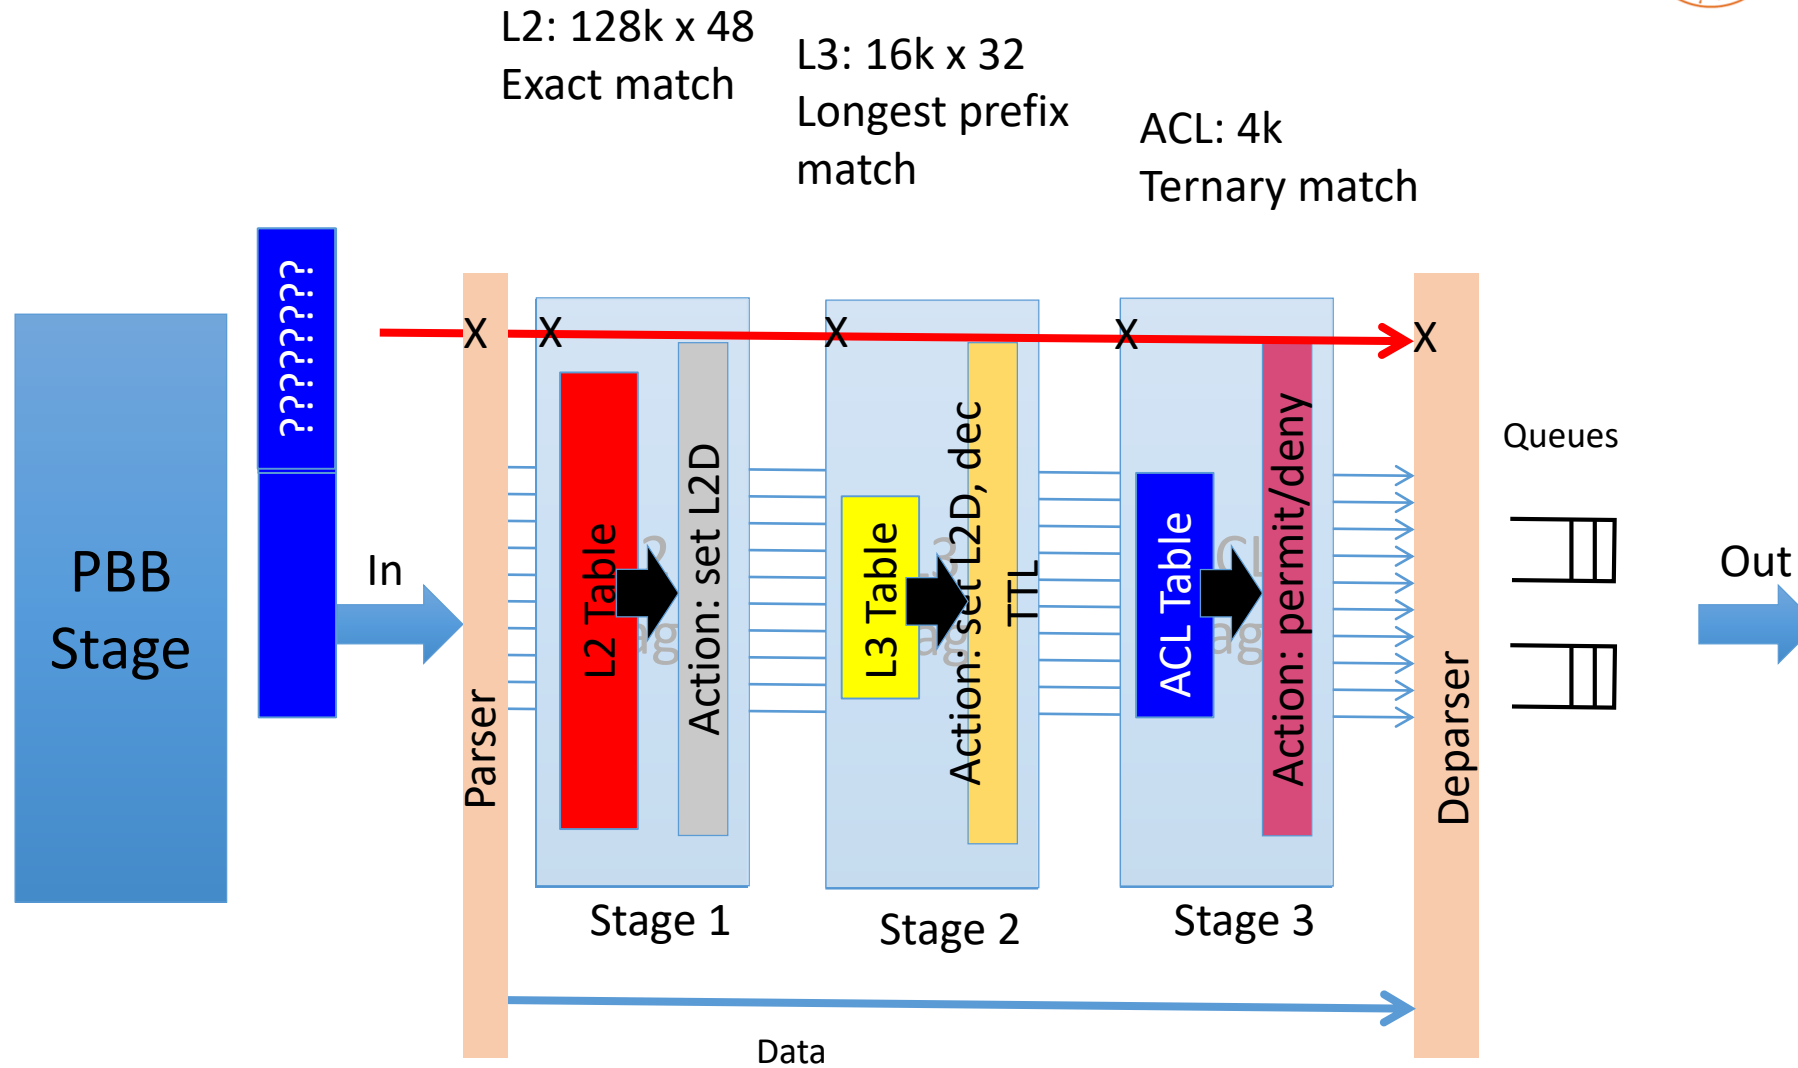 L2: 128k x 48
Exact match
L3: 16k x 32
Longest prefix
match
ACL: 4k
Ternary match
?????????
X
X
X
X
X
PBB
Stage
In
Parser
L2 Table
Action: set L2D
L3 Table
Action: set L2D, dec
TTL
ACL Table
Action: permit/deny
Deparser
Queues
Out
Stage 1
Stage 2
Stage 3
Data